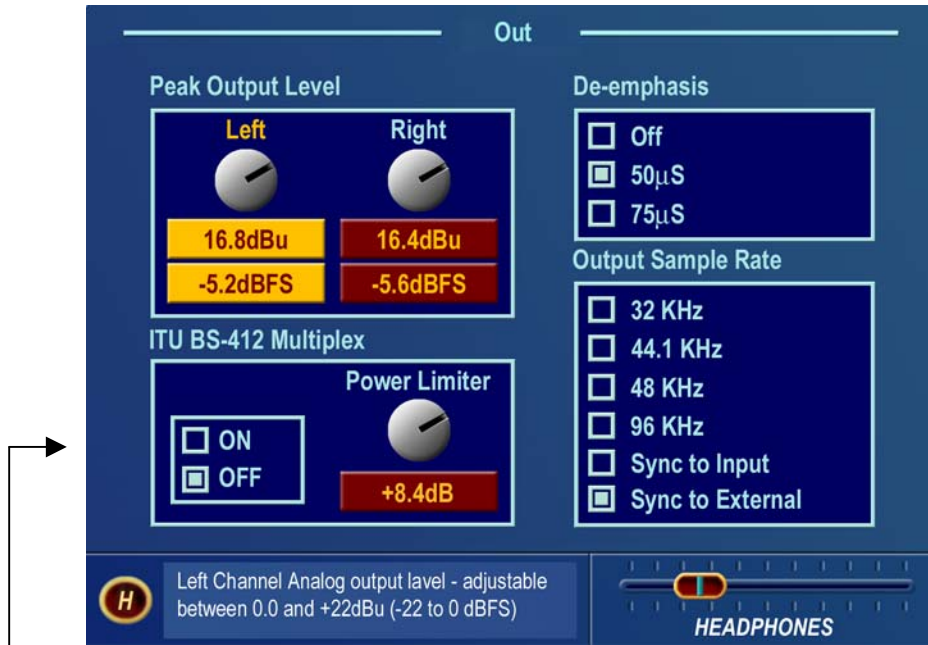 Out
Peak Output Level
Left
Right
16.8dBu
16.4dBu
-5.2dBFS
-5.6dBFS
ITU BS-412 Multiplex
Power Limiter
ON
OFF
+8.4dB
De-emphasis
Off
50µS
75µS
Output Sample Rate
32 KHz
44.1 KHz
48 KHz
96 KHz
Sync to Input
Sync to External
H
Left Channel Analog output lavel - adjustable
between 0.0 and +22dBu (-22 to 0 dBFS)
HEADPHONES